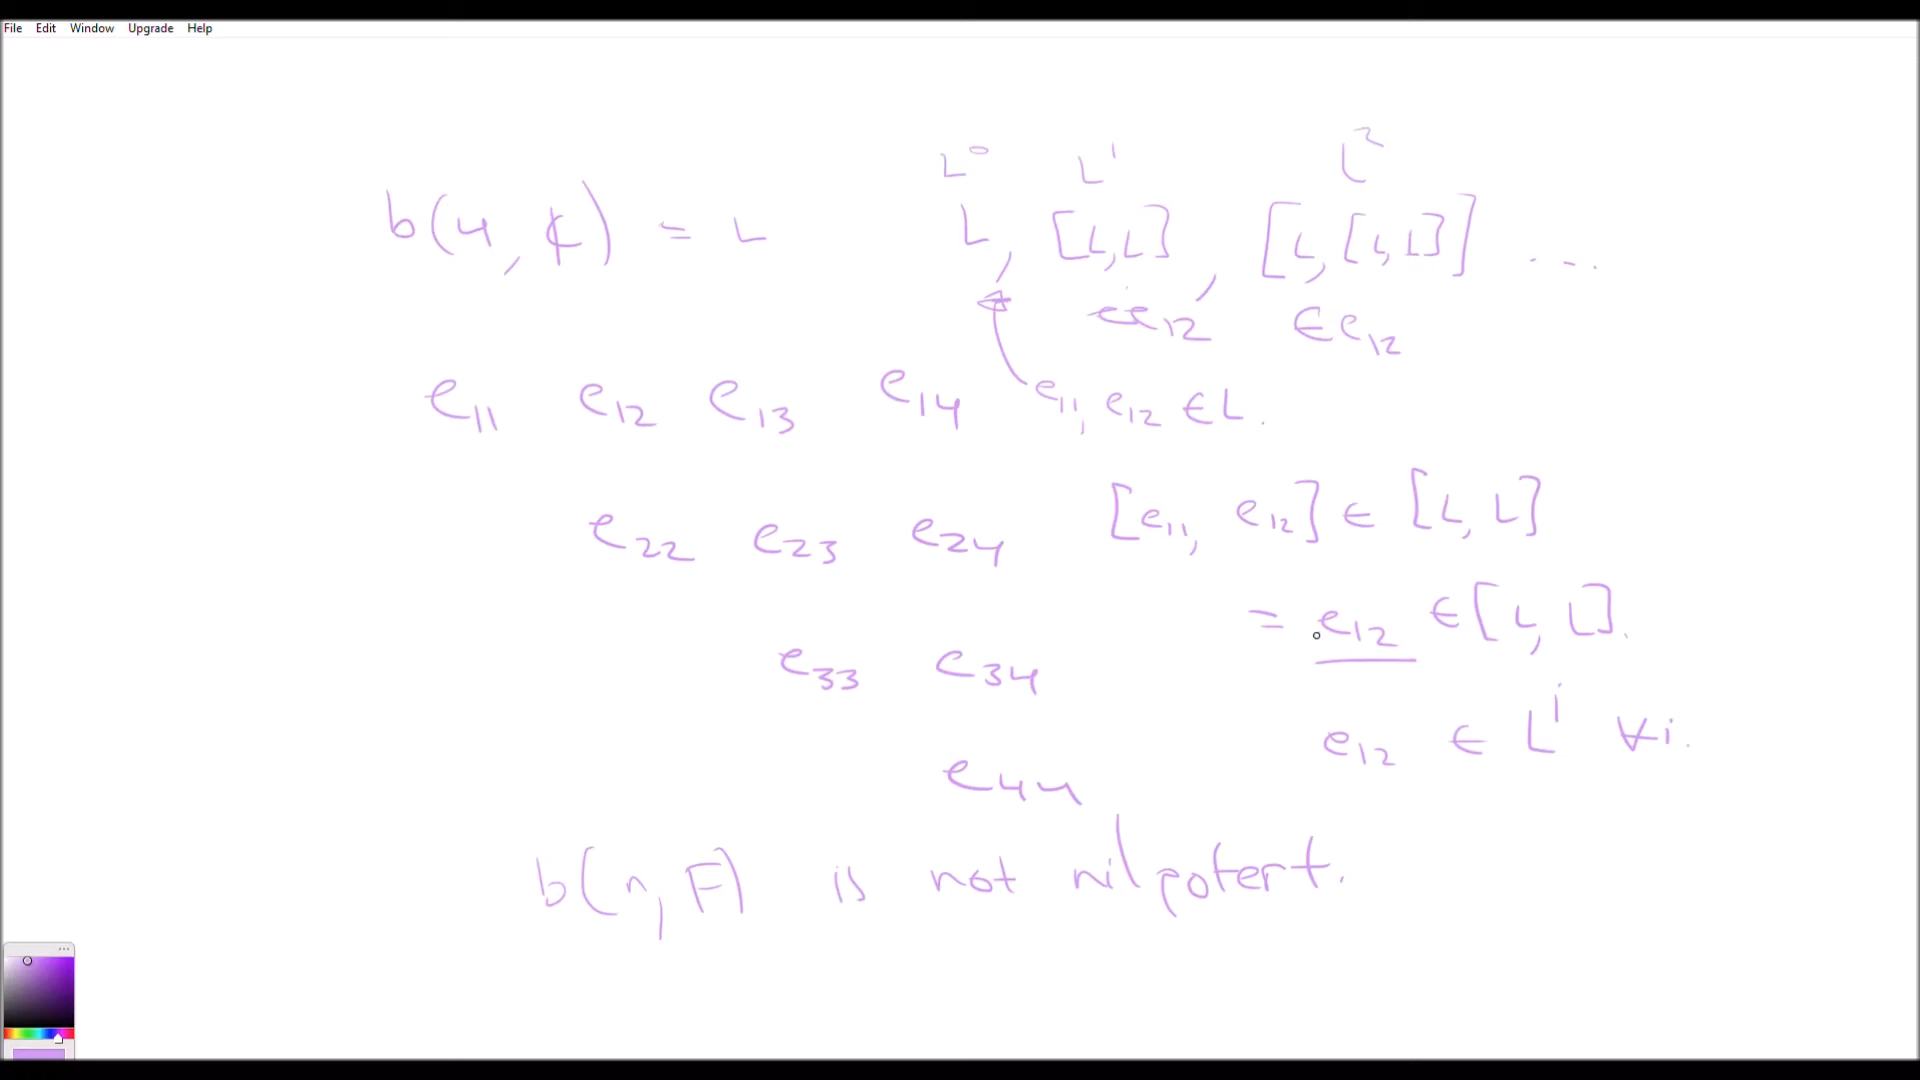 File Edit Window Upgrade Help
L⁰ L¹ L²
b(4, ℂ) = L L, [L,L], [L,[L,L]] ...
∈e₁₂ ∈e₁₂
e₁₁ e₁₂ e₁₃ e₁₄ e₁₁, e₁₂ ∈ L.
e₂₂ e₂₃ e₂₄ [e₁₁, e₁₂] ∈ [L, L]
= e₁₂ ∈ [L, L].
e₃₃ e₃₄
e₁₂ ∈ Lⁱ ∀i.
e₄₄
b(n, F) is not nilpotent.